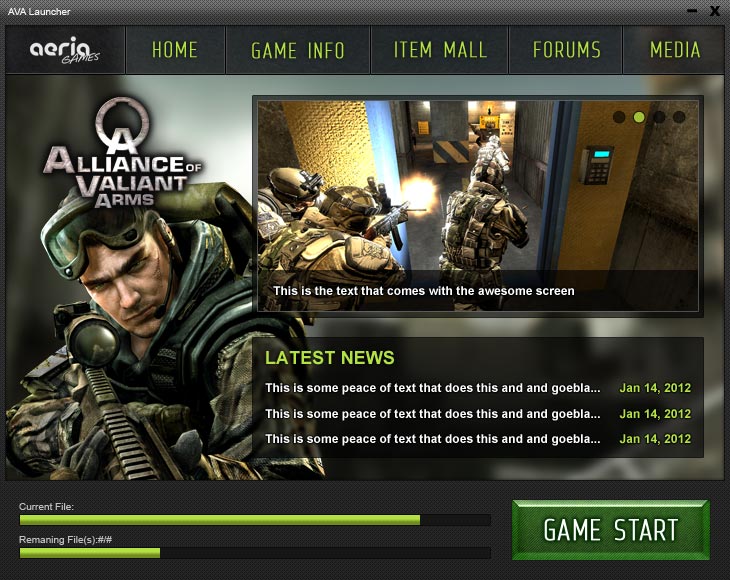 AVA Launcher
aeria GAMES HOME GAME INFO ITEM MALL FORUMS MEDIA
ALLIANCE OF
VALIANT
ARMS
This is the text that comes with the awesome screen
LATEST NEWS
This is some peace of text that does this and and goebla... Jan 14, 2012
This is some peace of text that does this and and goebla... Jan 14, 2012
This is some peace of text that does this and and goebla... Jan 14, 2012
Current File:
Remaning File(s):#/#
GAME START